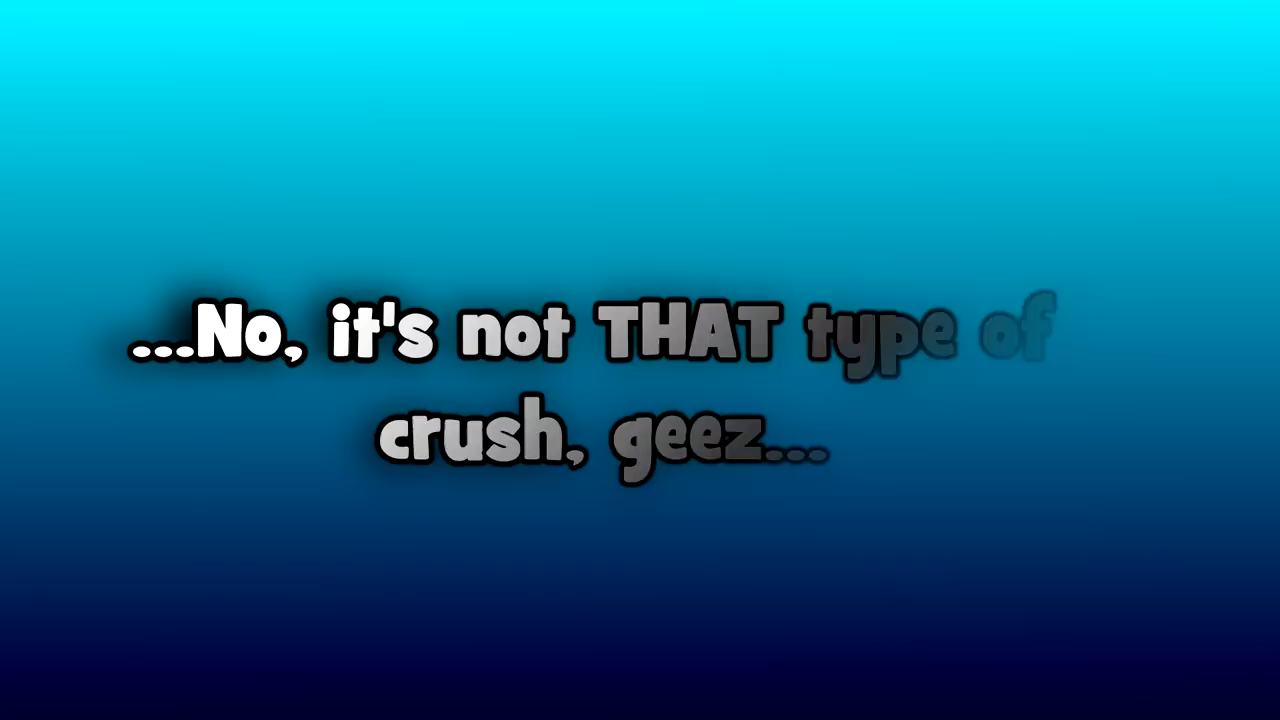 ...No, it's not THAT type of
crush, geez...